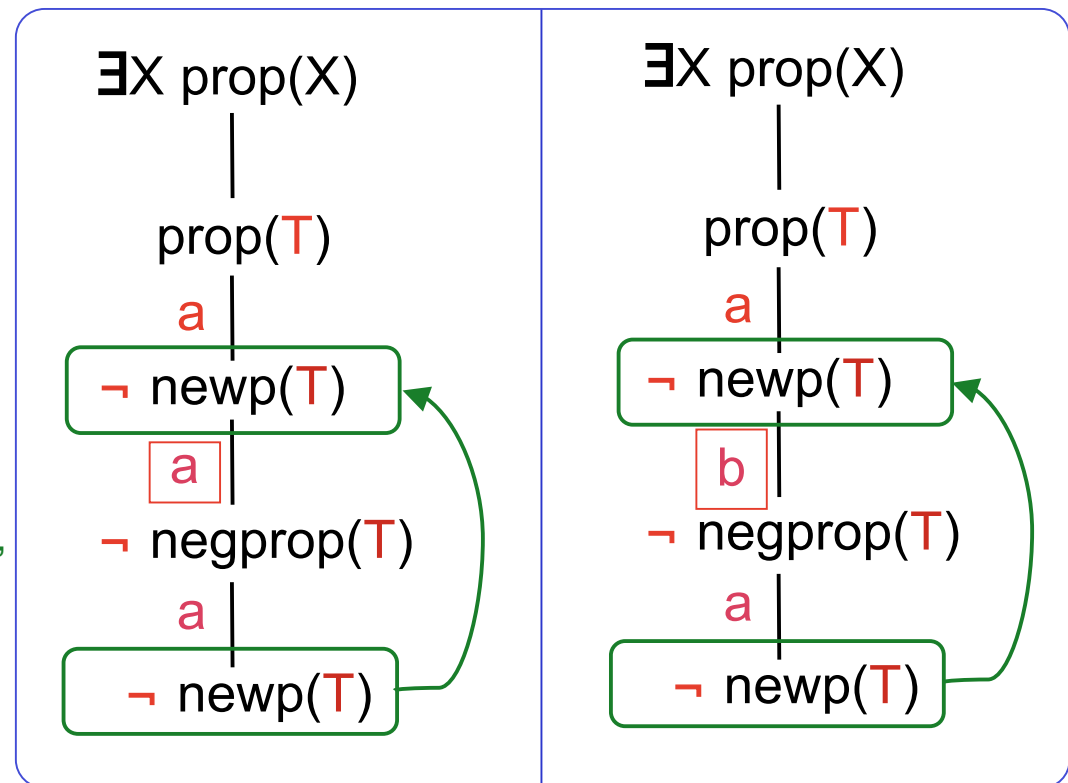 ∃X prop(X)
prop(T)
a
¬ newp(T)
a
¬ negprop(T)
a
¬ newp(T)
∃X prop(X)
prop(T)
a
¬ newp(T)
b
¬ negprop(T)
a
¬ newp(T)